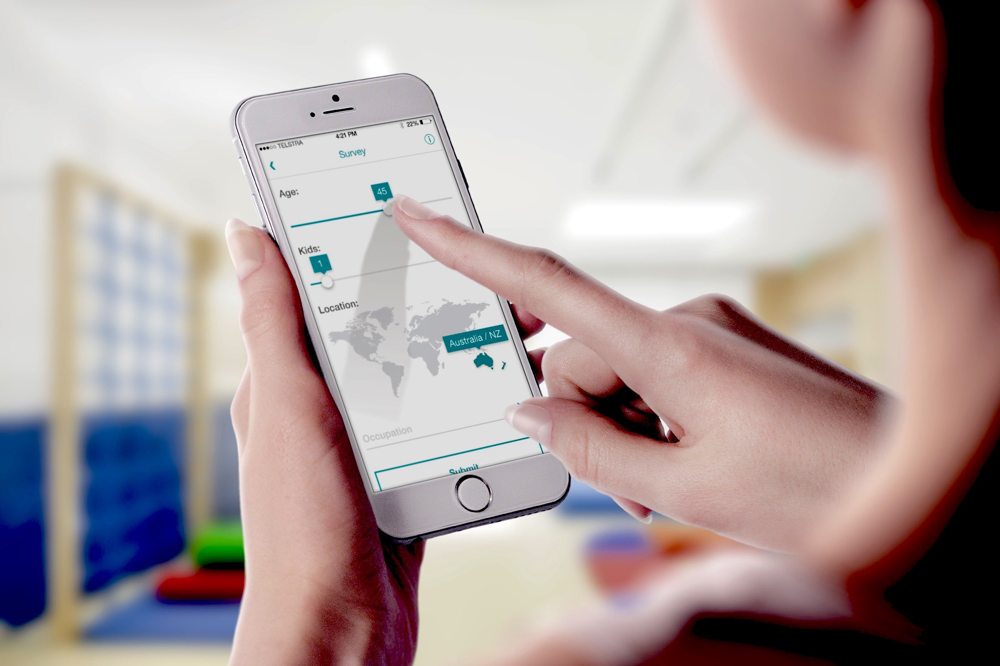 TELSTRA 4:21 PM 22%
Survey
Age:
45
Kids:
1
Location:
Australia / NZ
Occupation
Submit